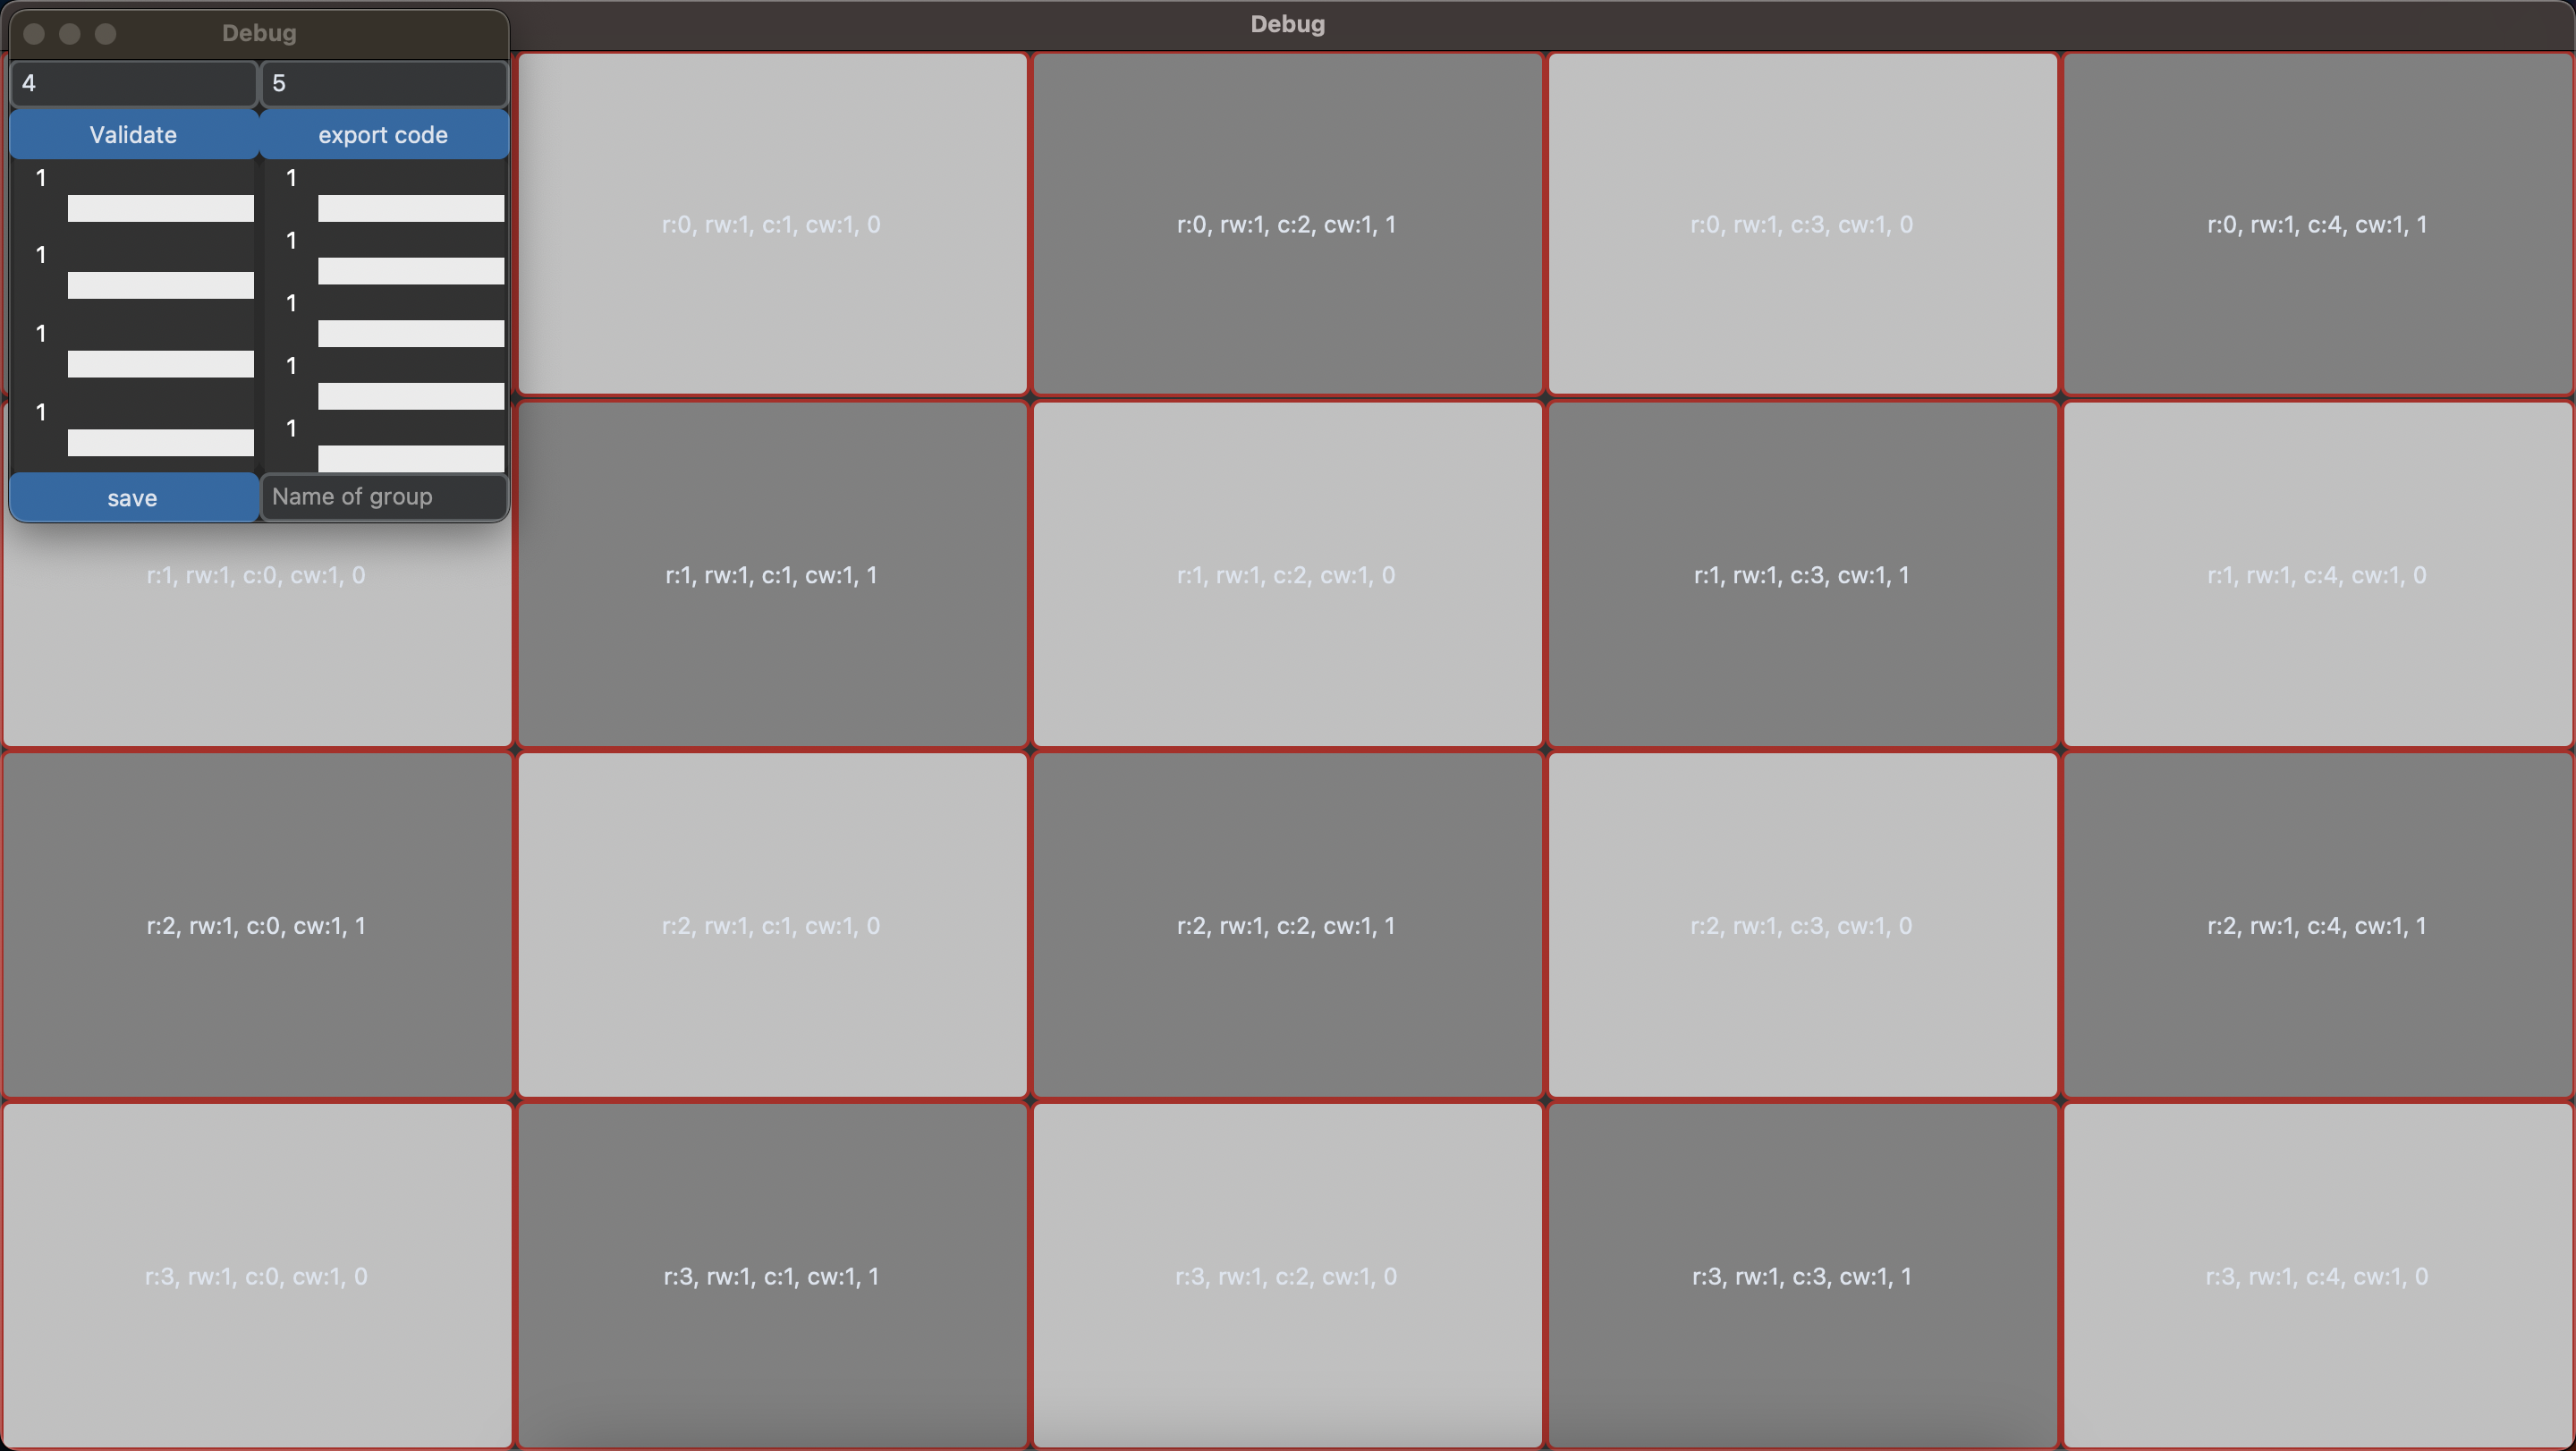 Debug
Debug
4
5
Validate
export code
1
1
1
1
1
1
1
1
1
save
Name of group
r:0, rw:1, c:1, cw:1, 0
r:0, rw:1, c:2, cw:1, 1
r:0, rw:1, c:3, cw:1, 0
r:0, rw:1, c:4, cw:1, 1
r:1, rw:1, c:0, cw:1, 0
r:1, rw:1, c:1, cw:1, 1
r:1, rw:1, c:2, cw:1, 0
r:1, rw:1, c:3, cw:1, 1
r:1, rw:1, c:4, cw:1, 0
r:2, rw:1, c:0, cw:1, 1
r:2, rw:1, c:1, cw:1, 0
r:2, rw:1, c:2, cw:1, 1
r:2, rw:1, c:3, cw:1, 0
r:2, rw:1, c:4, cw:1, 1
r:3, rw:1, c:0, cw:1, 0
r:3, rw:1, c:1, cw:1, 1
r:3, rw:1, c:2, cw:1, 0
r:3, rw:1, c:3, cw:1, 1
r:3, rw:1, c:4, cw:1, 0